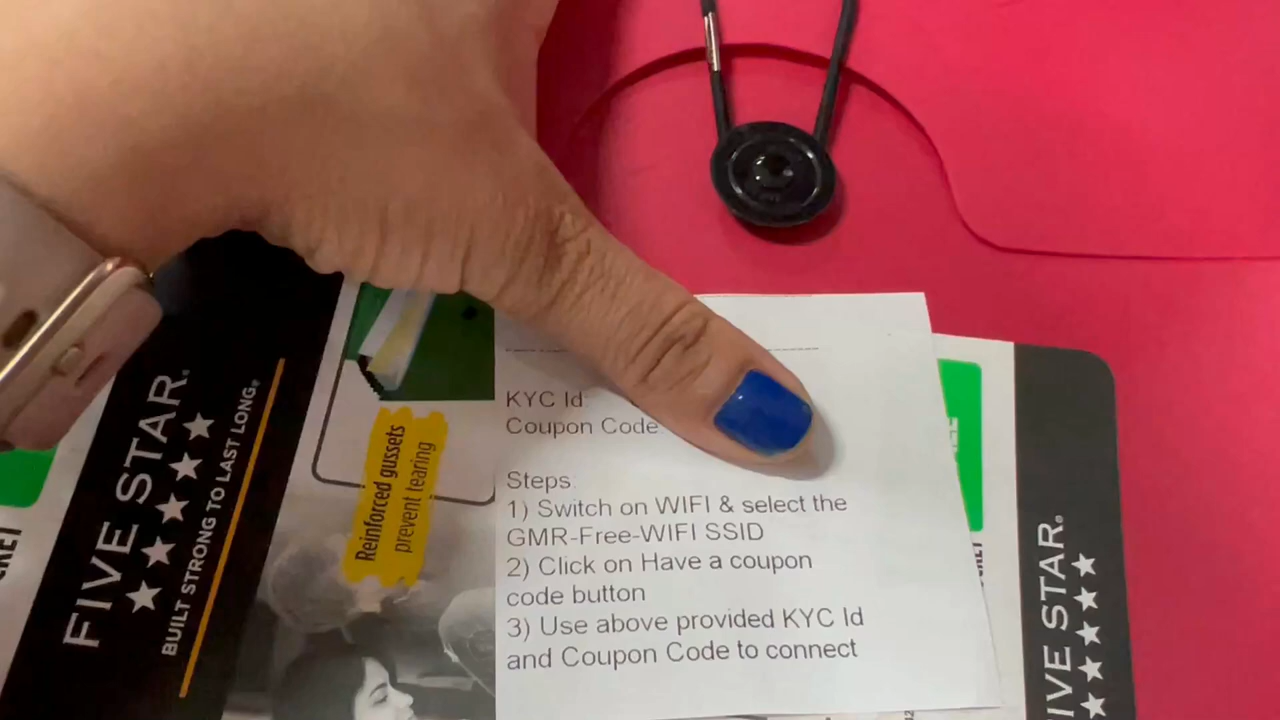 FIVE STAR®
BUILT STRONG TO LAST LONG®
Reinforced gussets
prevent tearing
KYC Id
Coupon Code
Steps:
1) Switch on WIFI & select the
GMR-Free-WIFI SSID
2) Click on Have a coupon
code button
3) Use above provided KYC Id
and Coupon Code to connect
FIVE STAR®